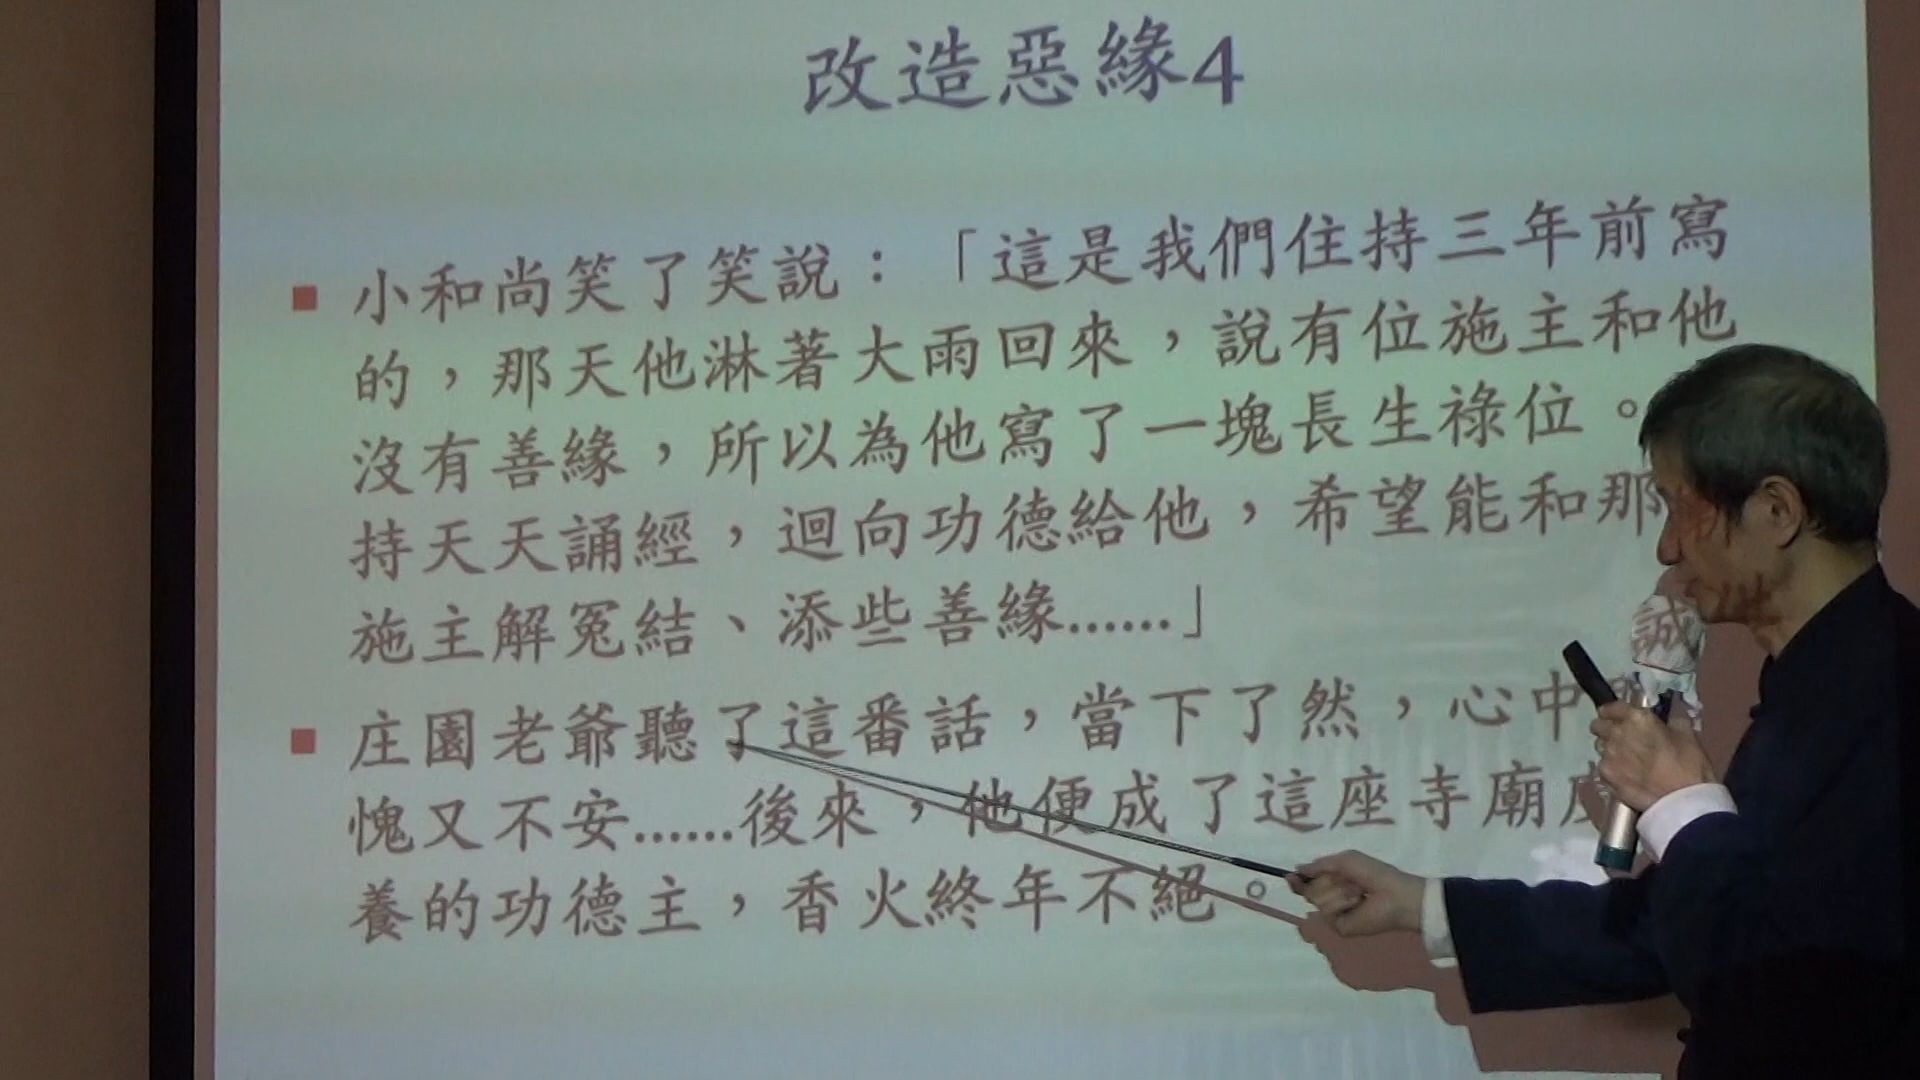 改造惡緣4
■ 小和尚笑了笑說：「這是我們住持三年前寫
的，那天他淋著大雨回來，說有位施主和他
沒有善緣，所以為他寫了一塊長生祿位。
持天天誦經，迴向功德給他，希望能和那
施主解冤結、添些善緣......」
誠
■ 庄園老爺聽了這番話，當下了然，心中
愧又不安......後來，他便成了這座寺廟
養的功德主，香火終年不絕。